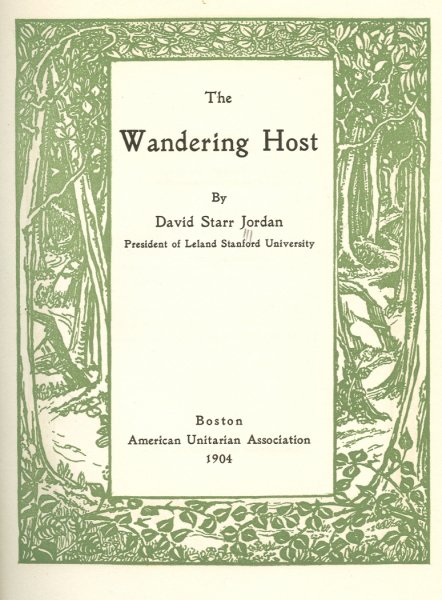 The
Wandering Host
By
David Starr Jordan
President of Leland Stanford University
Boston
American Unitarian Association
1904